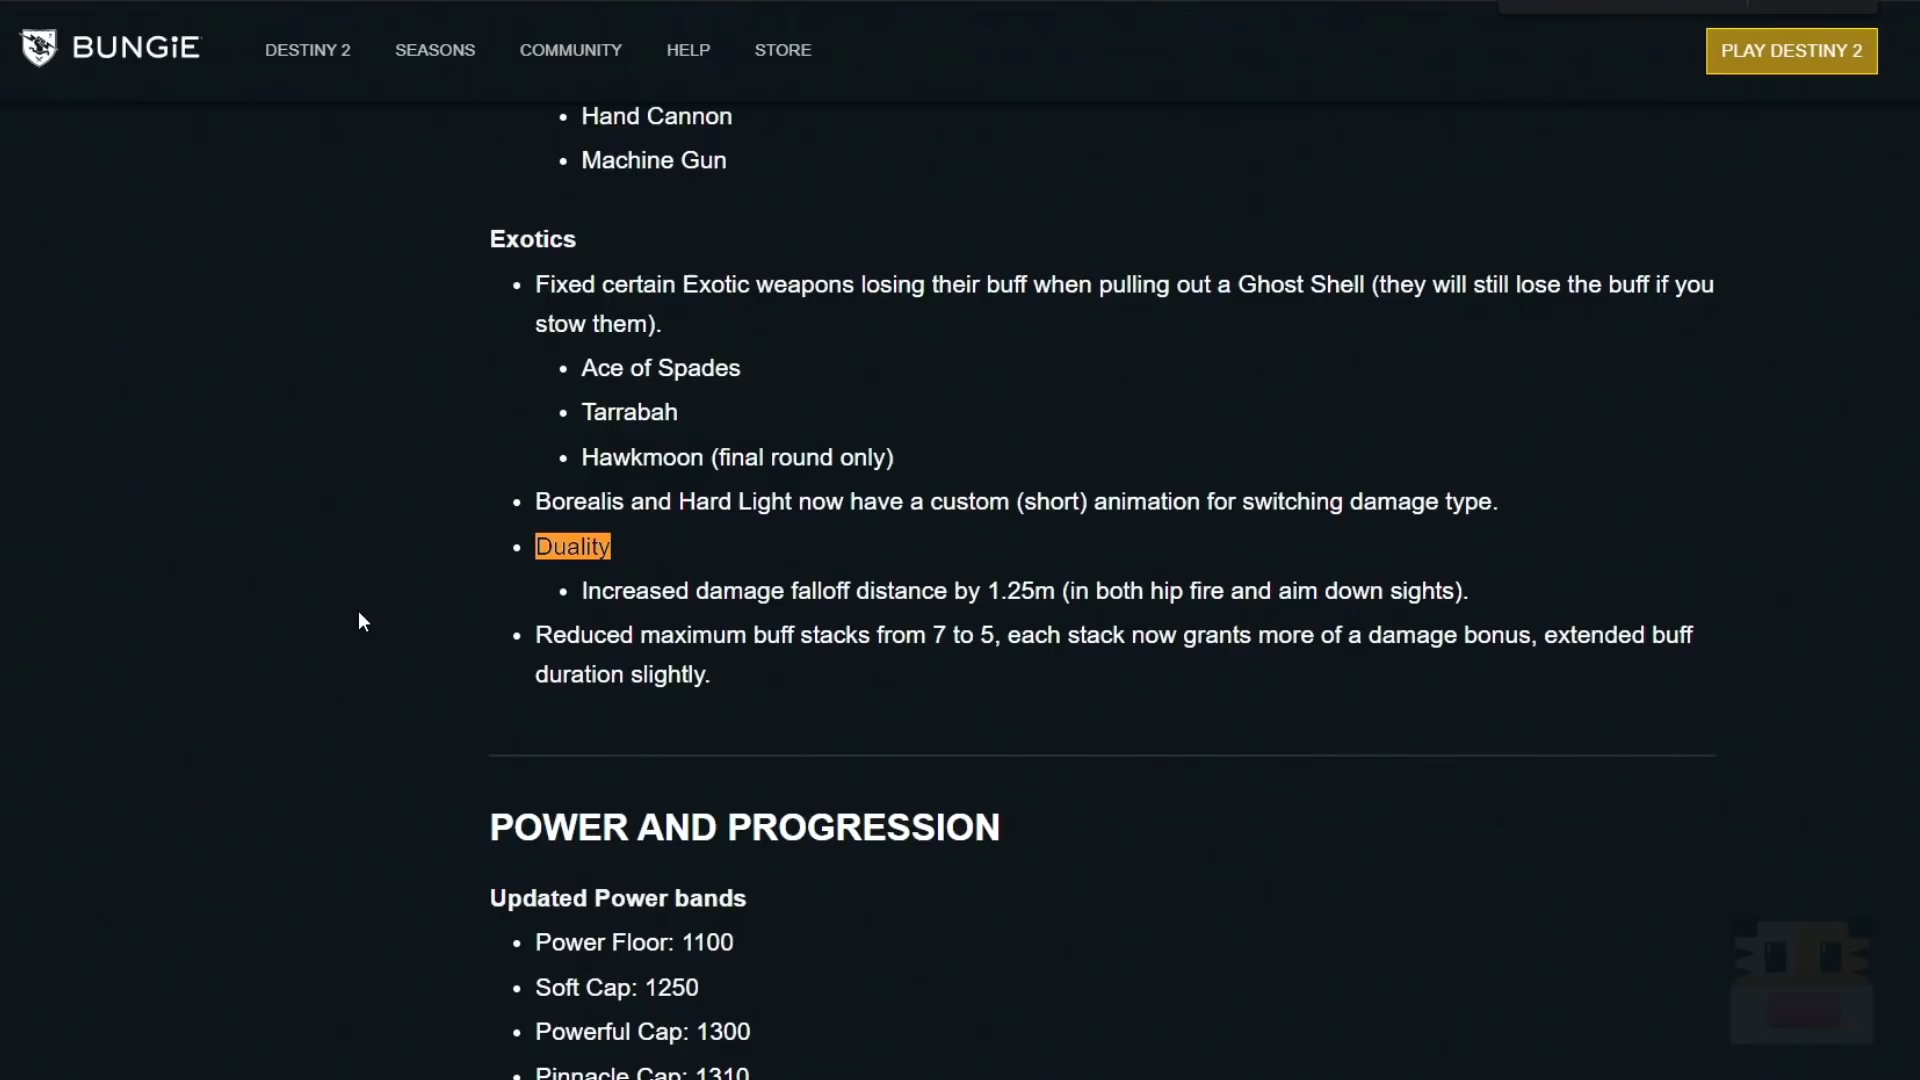 BUNGiE
DESTINY 2 SEASONS COMMUNITY HELP STORE
PLAY DESTINY 2
• Hand Cannon
• Machine Gun
Exotics
• Fixed certain Exotic weapons losing their buff when pulling out a Ghost Shell (they will still lose the buff if you
stow them).
• Ace of Spades
• Tarrabah
• Hawkmoon (final round only)
• Borealis and Hard Light now have a custom (short) animation for switching damage type.
• Duality
• Increased damage falloff distance by 1.25m (in both hip fire and aim down sights).
• Reduced maximum buff stacks from 7 to 5, each stack now grants more of a damage bonus, extended buff
duration slightly.
POWER AND PROGRESSION
Updated Power bands
• Power Floor: 1100
• Soft Cap: 1250
• Powerful Cap: 1300
• Pinnacle Cap: 1310